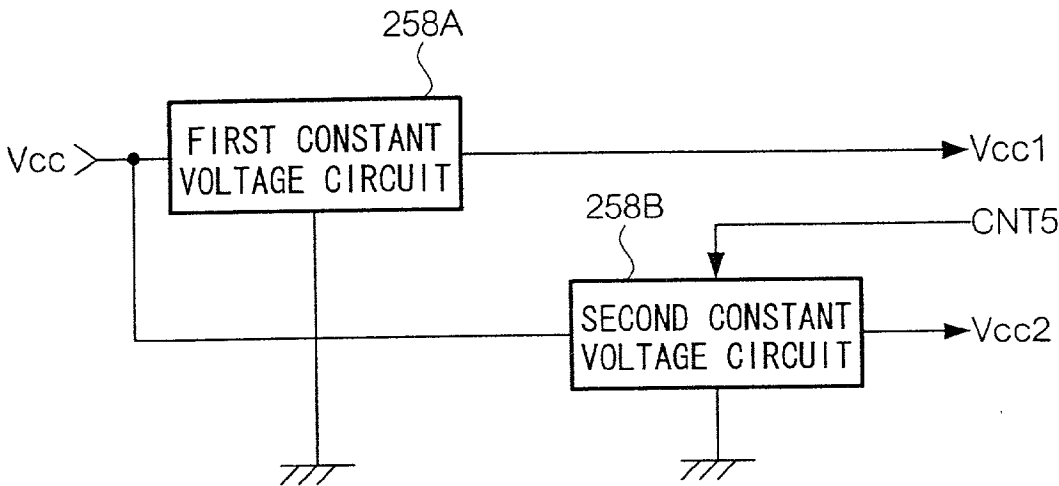 258A
FIRST CONSTANT
VOLTAGE CIRCUIT
Vcc
Vcc1
258B
CNT5
SECOND CONSTANT
VOLTAGE CIRCUIT
Vcc2